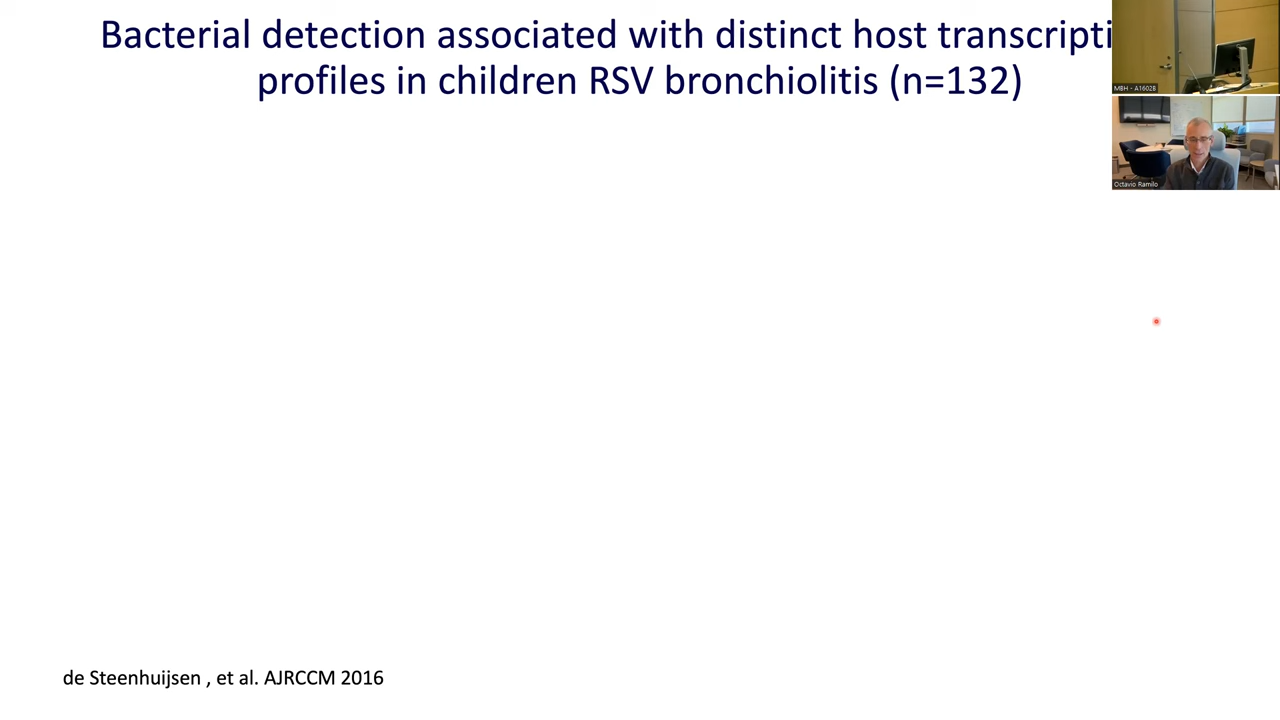 Bacterial detection associated with distinct host transcripti
profiles in children RSV bronchiolitis (n=132)
MBH - A1602B
Octavio Ramilo
de Steenhuijsen , et al. AJRCCM 2016